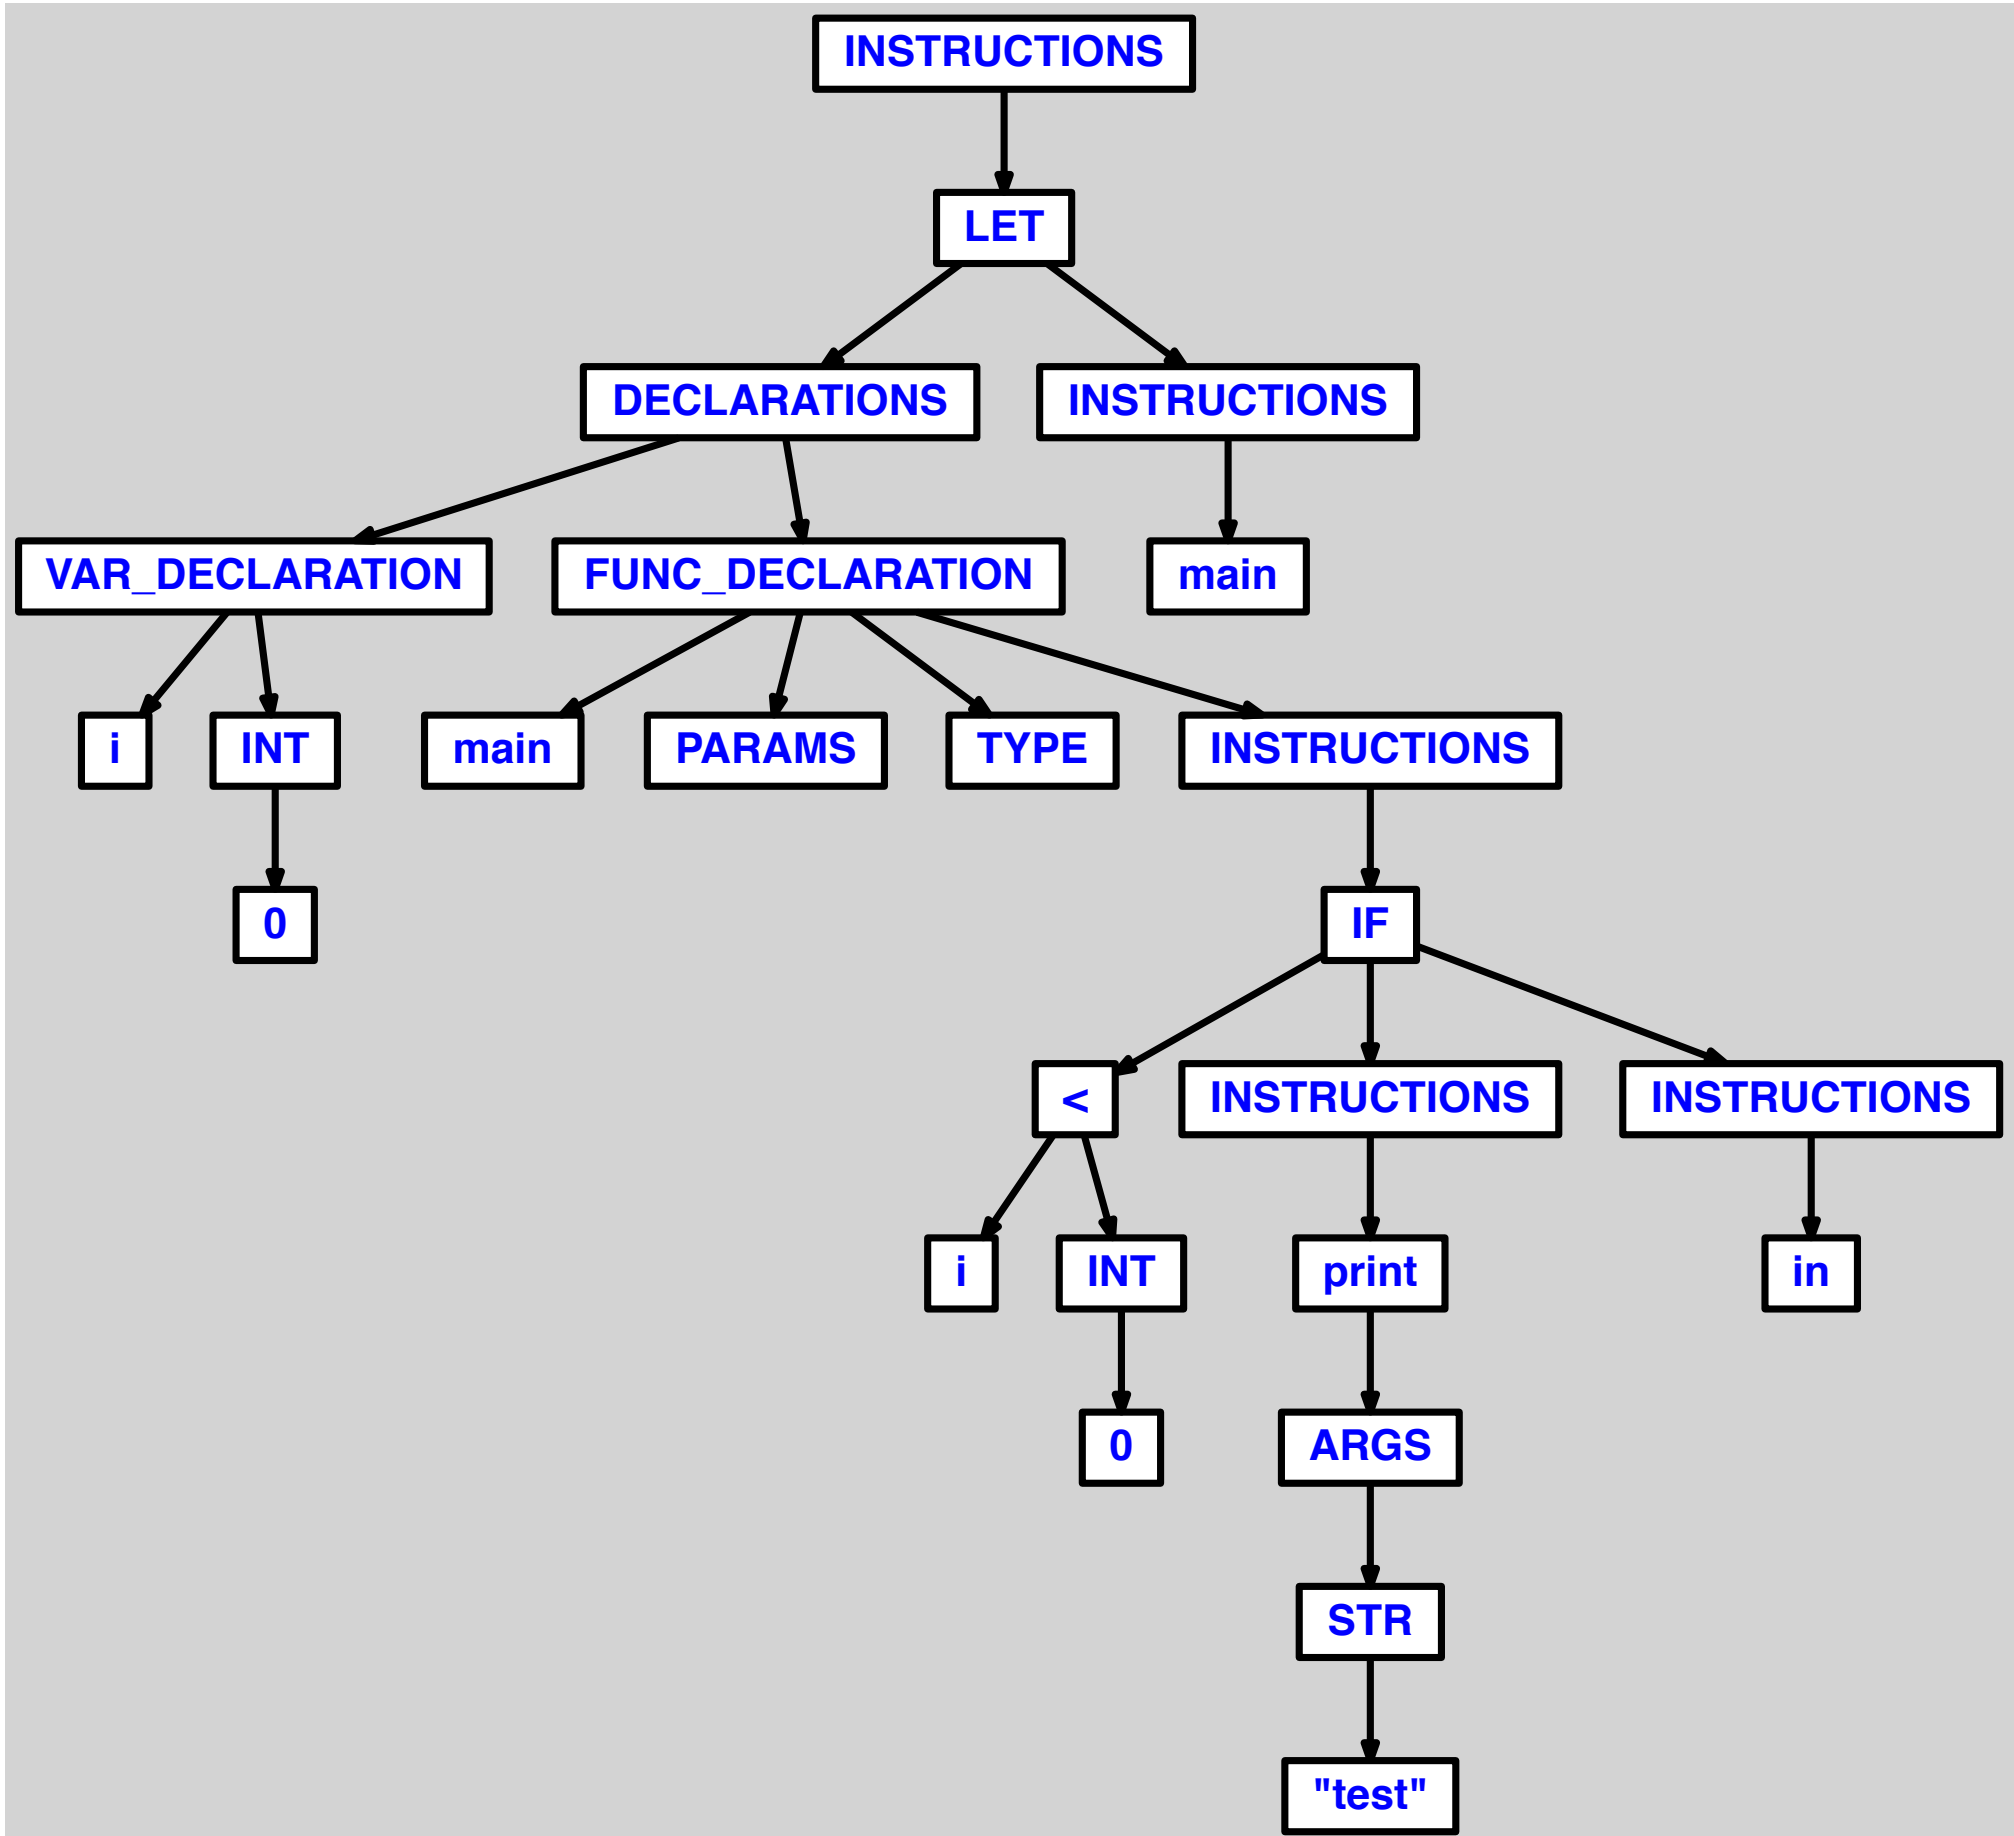 INSTRUCTIONS
LET
DECLARATIONS
INSTRUCTIONS
VAR_DECLARATION
FUNC_DECLARATION
main
i
INT
main
PARAMS
TYPE
INSTRUCTIONS
0
IF
<
INSTRUCTIONS
INSTRUCTIONS
i
INT
print
in
0
ARGS
STR
"test"